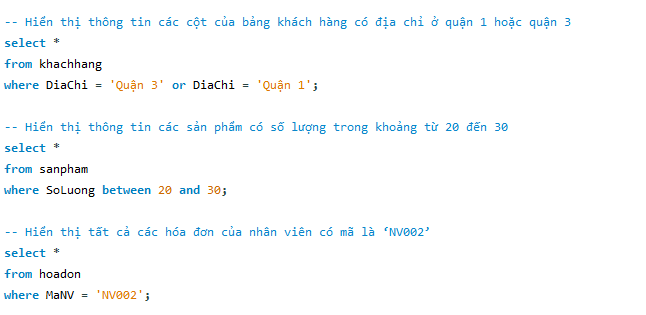 -- Hiển thị thông tin các cột của bảng khách hàng có địa chỉ ở quận 1 hoặc quận 3
select *
from khachhang
where DiaChi = 'Quận 3' or DiaChi = 'Quận 1';
-- Hiển thị thông tin các sản phẩm có số lượng trong khoảng từ 20 đến 30
select *
from sanpham
where SoLuong between 20 and 30;
-- Hiển thị tất cả các hóa đơn của nhân viên có mã là ‘NV002’
select *
from hoadon
where MaNV = 'NV002';